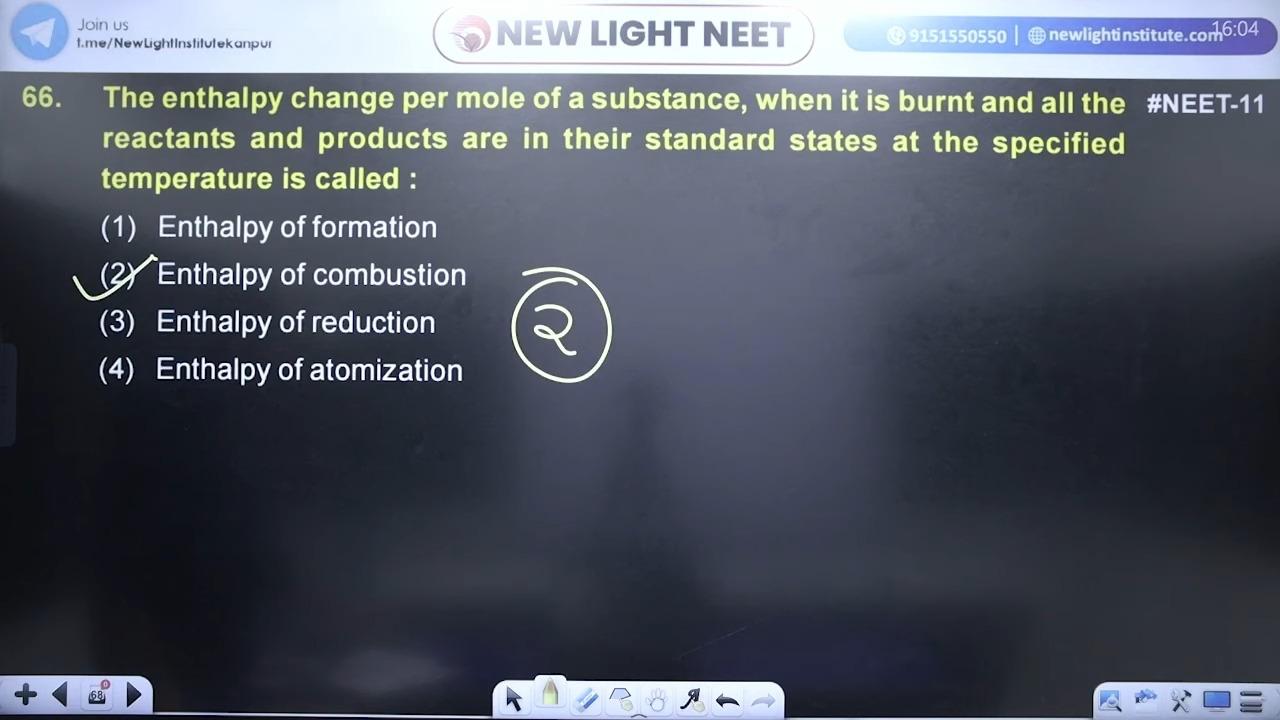 Join us
t.me/NewLightInstitutekanpur
NEW LIGHT NEET
9151550550 | newlightinstitute.com
16:04
66. The enthalpy change per mole of a substance, when it is burnt and all the #NEET-11
reactants and products are in their standard states at the specified
temperature is called :
(1) Enthalpy of formation
(2) Enthalpy of combustion
(3) Enthalpy of reduction
(4) Enthalpy of atomization
२
68